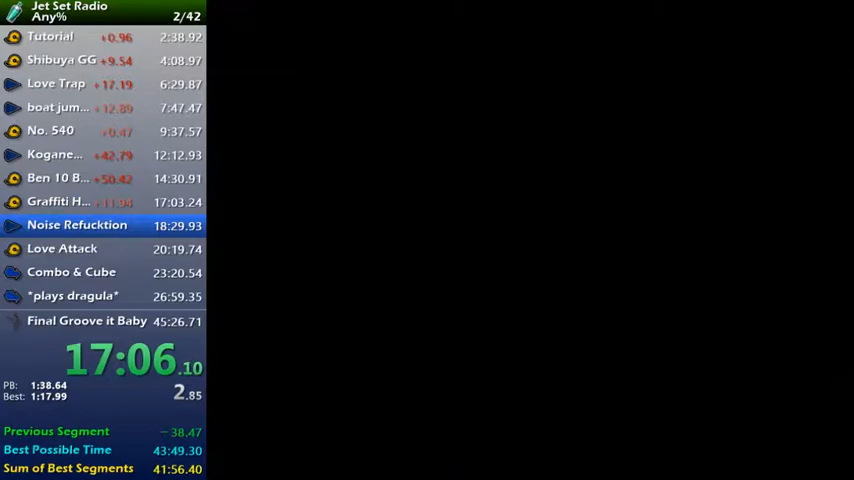 Jet Set Radio
Any% 2/42
Tutorial +0.96 2:38.92
Shibuya GG +9.54 4:08.97
Love Trap +17.19 6:29.87
boat jum... +12.89 7:47.47
No. 540 +0.47 9:37.57
Kogane... +42.79 12:12.93
Ben 10 B... +50.42 14:30.91
Graffiti H... +11.94 17:03.24
Noise Refucktion 18:29.93
Love Attack 20:19.74
Combo & Cube 23:20.54
*plays dragula* 26:59.35
Final Groove it Baby 45:26.71
17:06.10
PB: 1:38.64
Best: 1:17.99
2.85
Previous Segment −38.47
Best Possible Time 43:49.30
Sum of Best Segments 41:56.40